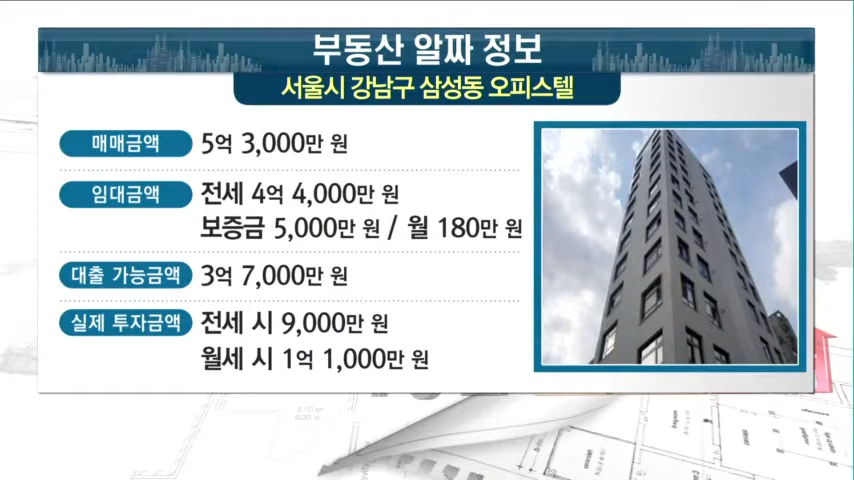 부동산 알짜 정보
서울시 강남구 삼성동 오피스텔
매매금액 5억 3,000만 원
임대금액 전세 4억 4,000만 원
보증금 5,000만 원 / 월 180만 원
대출 가능금액 3억 7,000만 원
실제 투자금액 전세 시 9,000만 원
월세 시 1억 1,000만 원